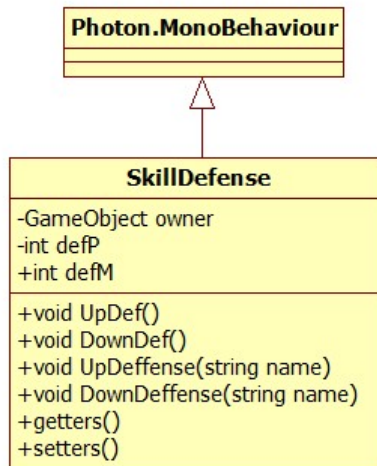 Photon.MonoBehaviour
SkillDefense
-GameObject owner
-int defP
+int defM
+void UpDef()
+void DownDef()
+void UpDeffense(string name)
+void DownDeffense(string name)
+getters()
+setters()